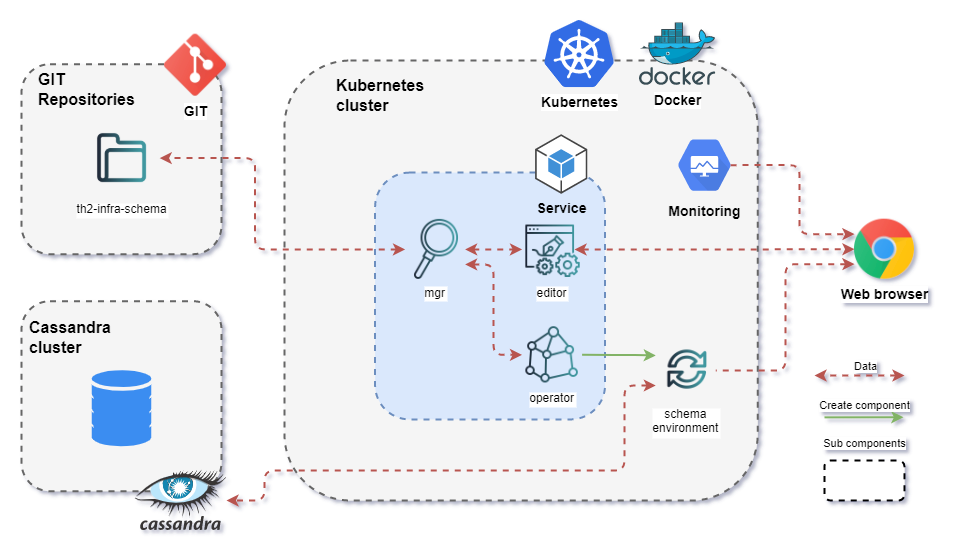 GIT
Repositories
GIT
th2-infra-schema
Kubernetes
cluster
Kubernetes
docker
Docker
Service
Monitoring
mgr
editor
operator
schema
environment
Web browser
Cassandra
cluster
cassandra
Data
Create component
Sub components